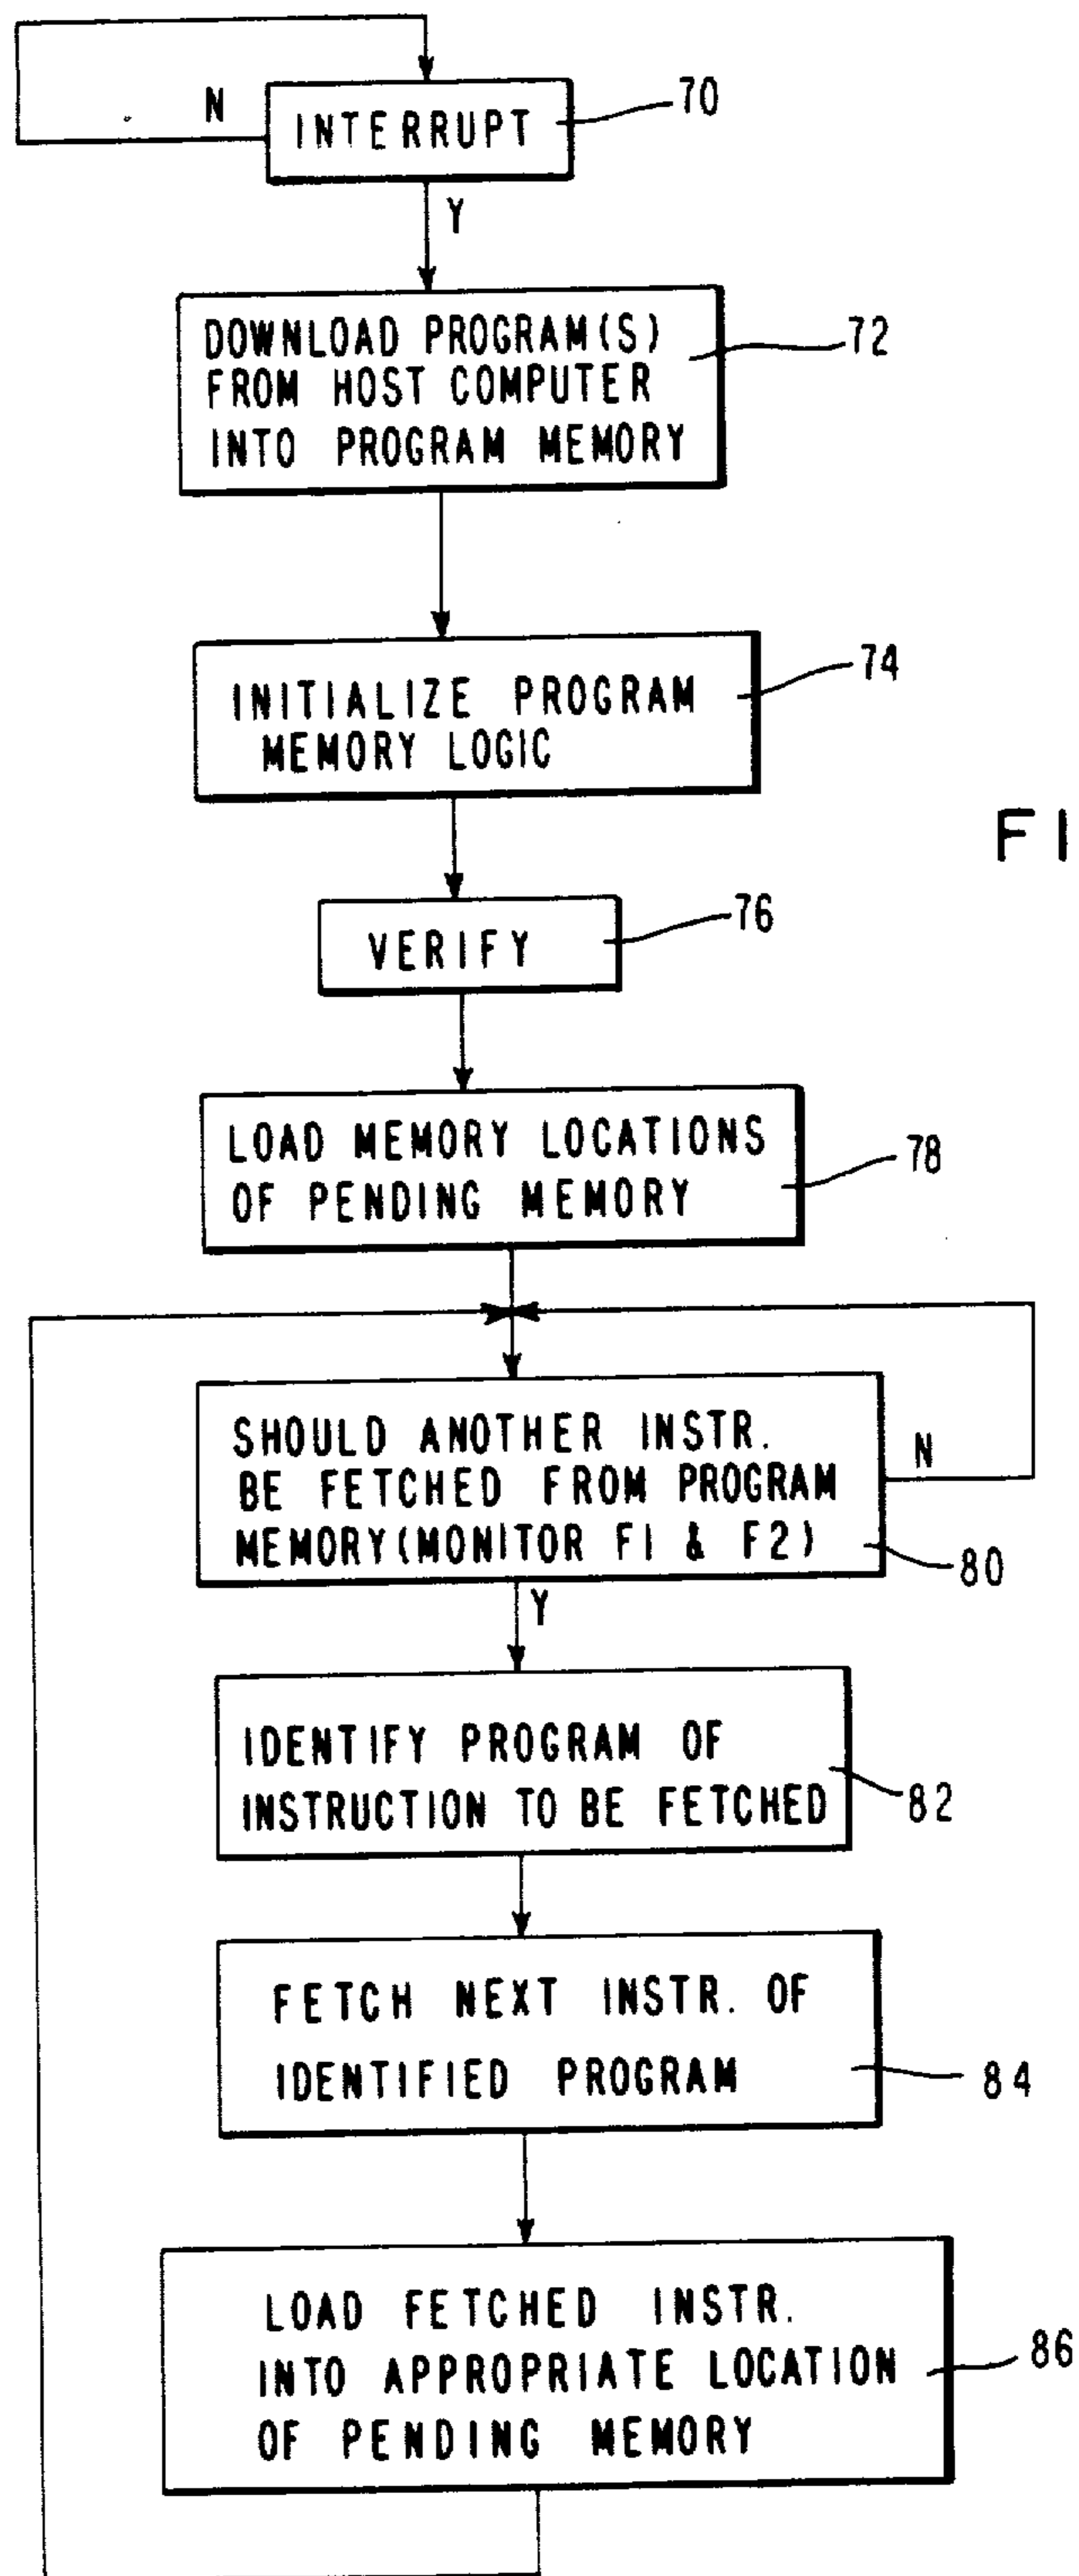 N
INTERRUPT
70
Y
DOWNLOAD PROGRAM(S)
FROM HOST COMPUTER
INTO PROGRAM MEMORY
72
INITIALIZE PROGRAM
MEMORY LOGIC
74
FI
VERIFY
76
LOAD MEMORY LOCATIONS
OF PENDING MEMORY
78
SHOULD ANOTHER INSTR.
BE FETCHED FROM PROGRAM
MEMORY(MONITOR F1 & F2)
N
80
Y
IDENTIFY PROGRAM OF
INSTRUCTION TO BE FETCHED
82
FETCH NEXT INSTR. OF
IDENTIFIED PROGRAM
84
LOAD FETCHED INSTR.
INTO APPROPRIATE LOCATION
OF PENDING MEMORY
86